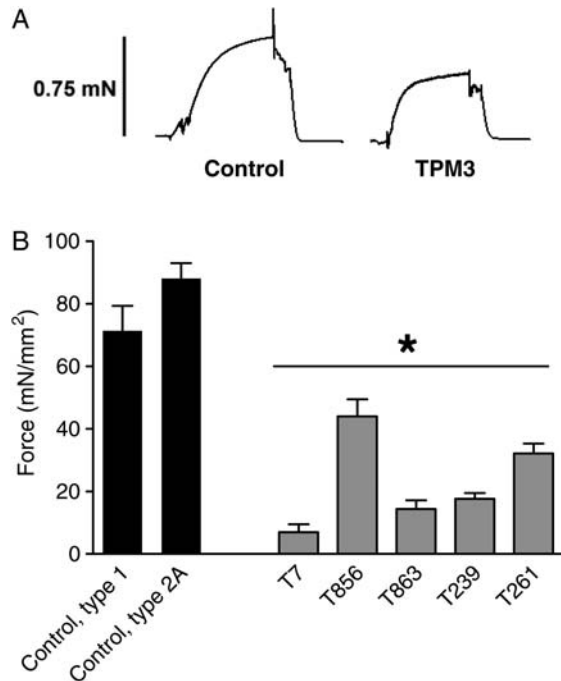 A
0.75 mN
Control
TPM3
B
Force (mN/mm²)
100
80
60
40
20
0
*
Control, type 1
Control, type 2A
T7
T856
T863
T239
T261